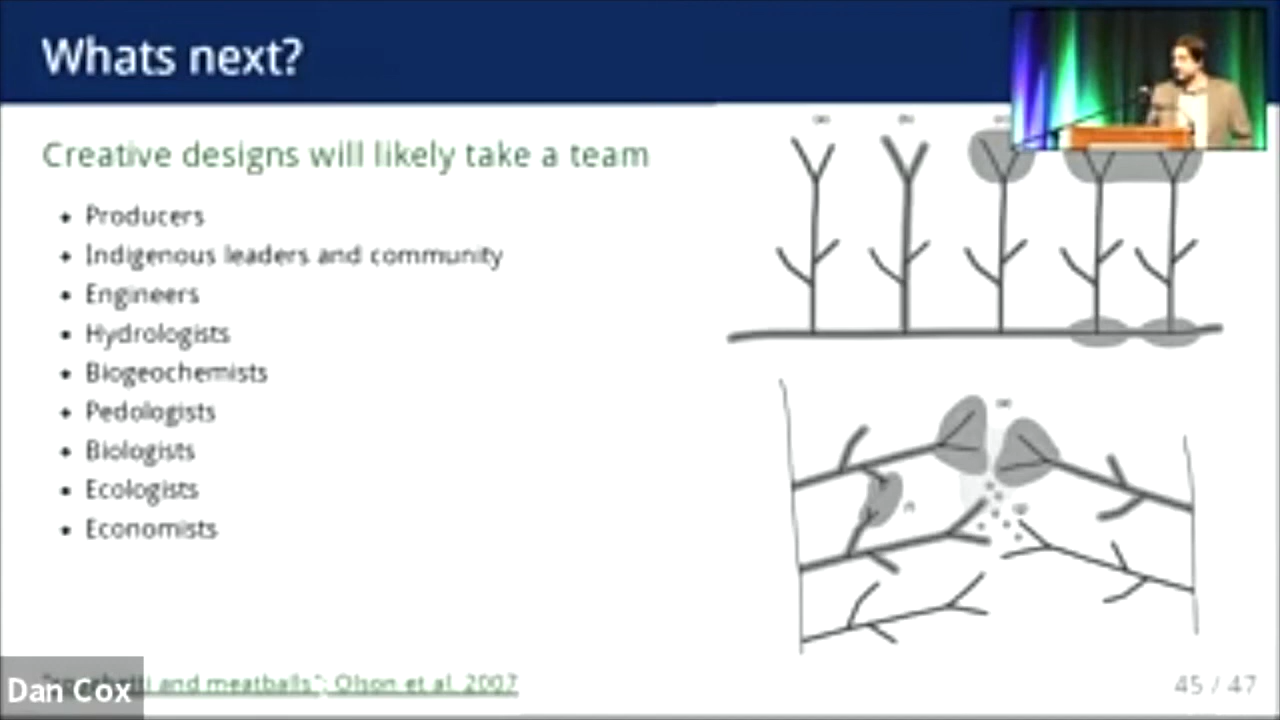 Whats next?
Creative designs will likely take a team
• Producers
• Indigenous leaders and community
• Engineers
• Hydrologists
• Biogeochemists
• Pedologists
• Biologists
• Ecologists
• Economists
and meatballs"; Olson et al. 2007
Dan Cox
45 / 47